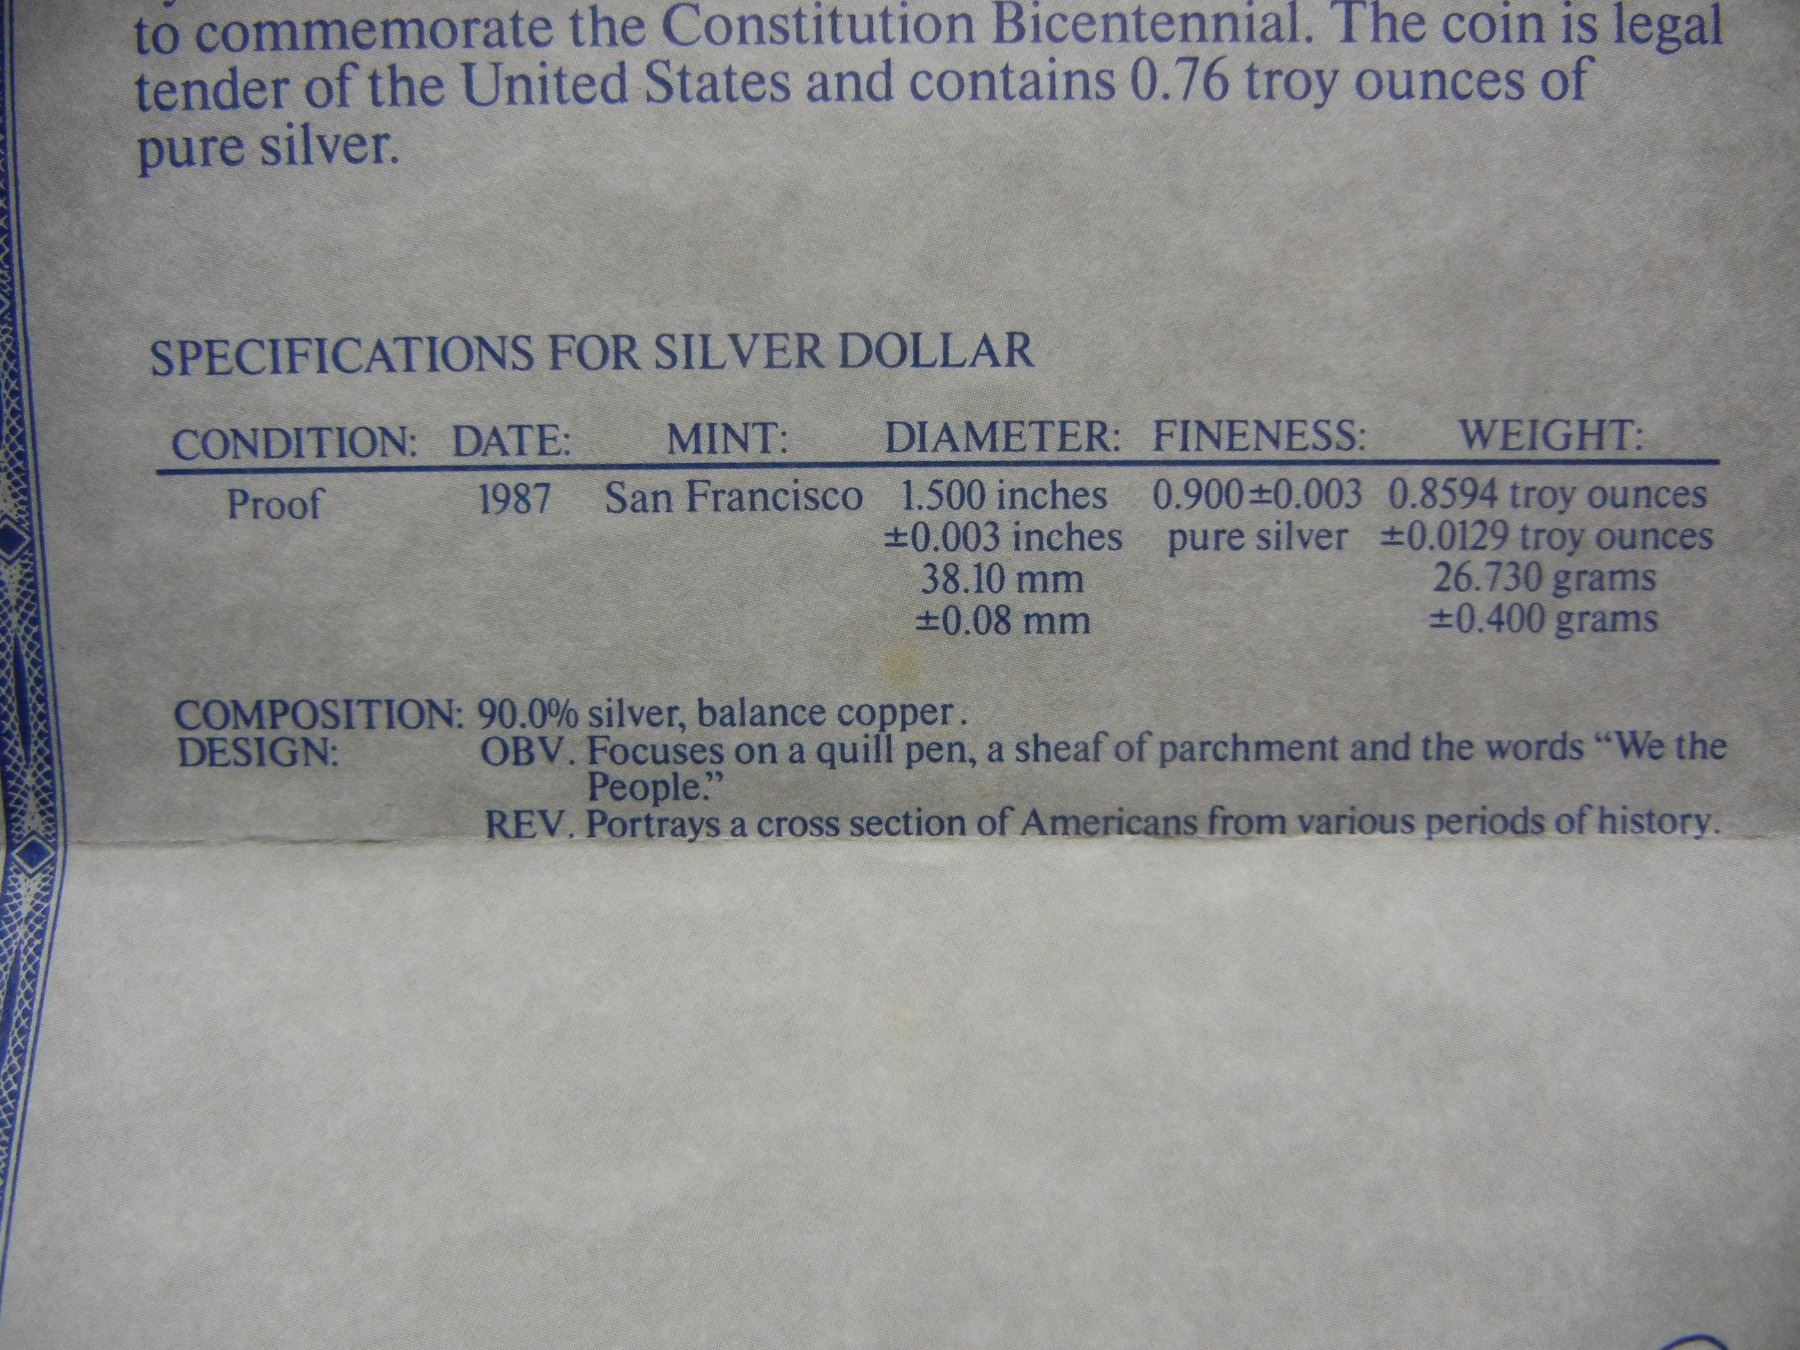 to commemorate the Constitution Bicentennial. The coin is legal
tender of the United States and contains 0.76 troy ounces of
pure silver.
SPECIFICATIONS FOR SILVER DOLLAR
CONDITION: DATE: MINT: DIAMETER: FINENESS: WEIGHT:
Proof 1987 San Francisco 1.500 inches 0.900±0.003 0.8594 troy ounces
±0.003 inches pure silver ±0.0129 troy ounces
38.10 mm 26.730 grams
±0.08 mm ±0.400 grams
COMPOSITION: 90.0% silver, balance copper.
DESIGN: OBV. Focuses on a quill pen, a sheaf of parchment and the words “We the
People.”
REV. Portrays a cross section of Americans from various periods of history.